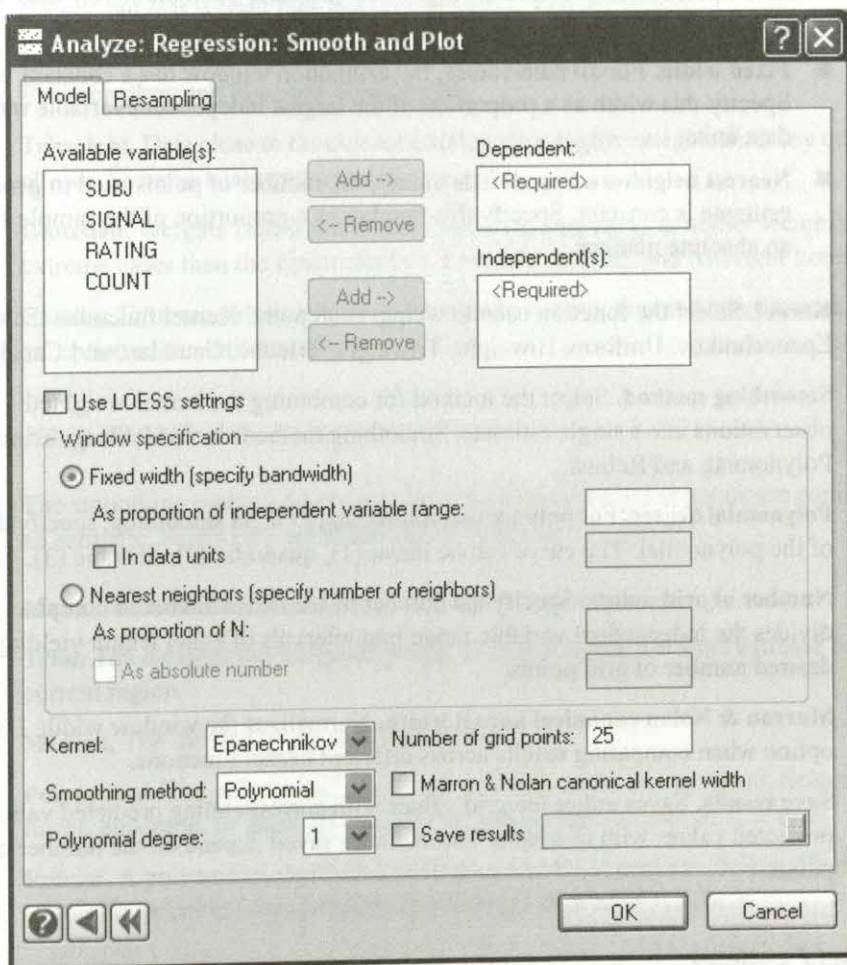 Analyze: Regression: Smooth and Plot
Model Resampling
Available variable(s):
SUBJ
SIGNAL
RATING
COUNT
Add -->
<-- Remove
Dependent:
<Required>
Add -->
<-- Remove
Independent(s):
<Required>
Use LOESS settings
Window specification
Fixed width (specify bandwidth)
As proportion of independent variable range:
In data units
Nearest neighbors (specify number of neighbors)
As proportion of N:
As absolute number
Kernel: Epanechnikov Number of grid points: 25
Smoothing method: Polynomial Marron & Nolan canonical kernel width
Polynomial degree: 1 Save results
OK Cancel